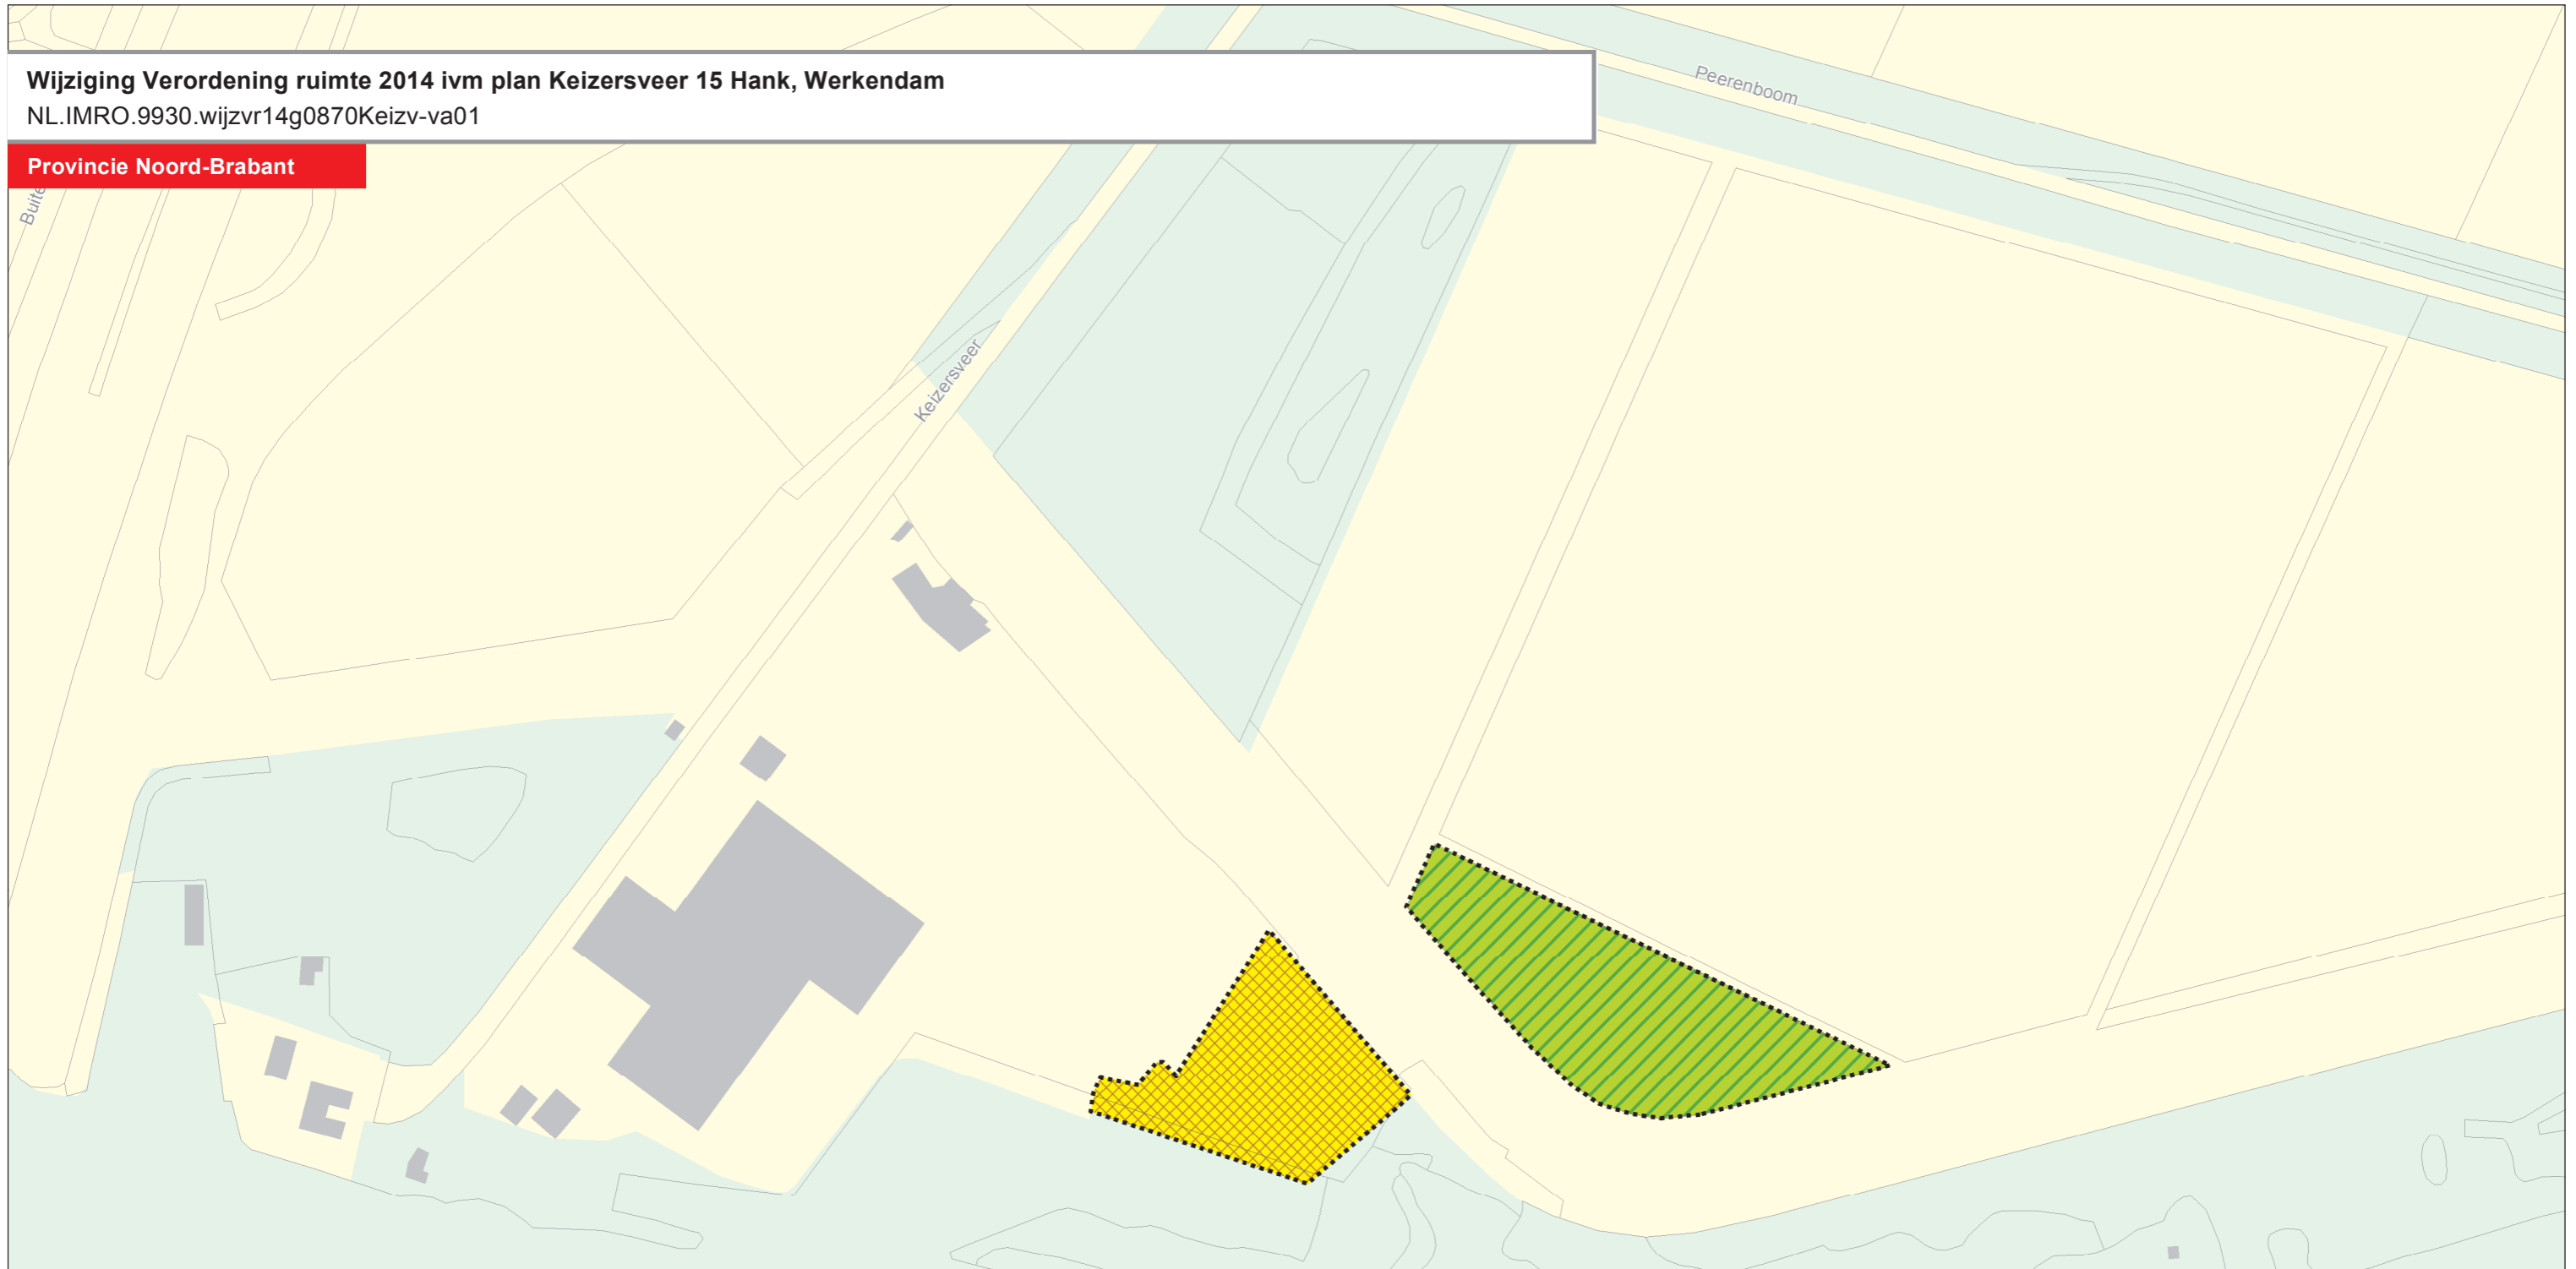 Wijziging Verordening ruimte 2014 ivm plan Keizersveer 15 Hank, Werkendam
NL.IMRO.9930.wijzvr14g0870Keizv-va01
Provincie Noord-Brabant
Peerenboom
Buite
Keizersveer